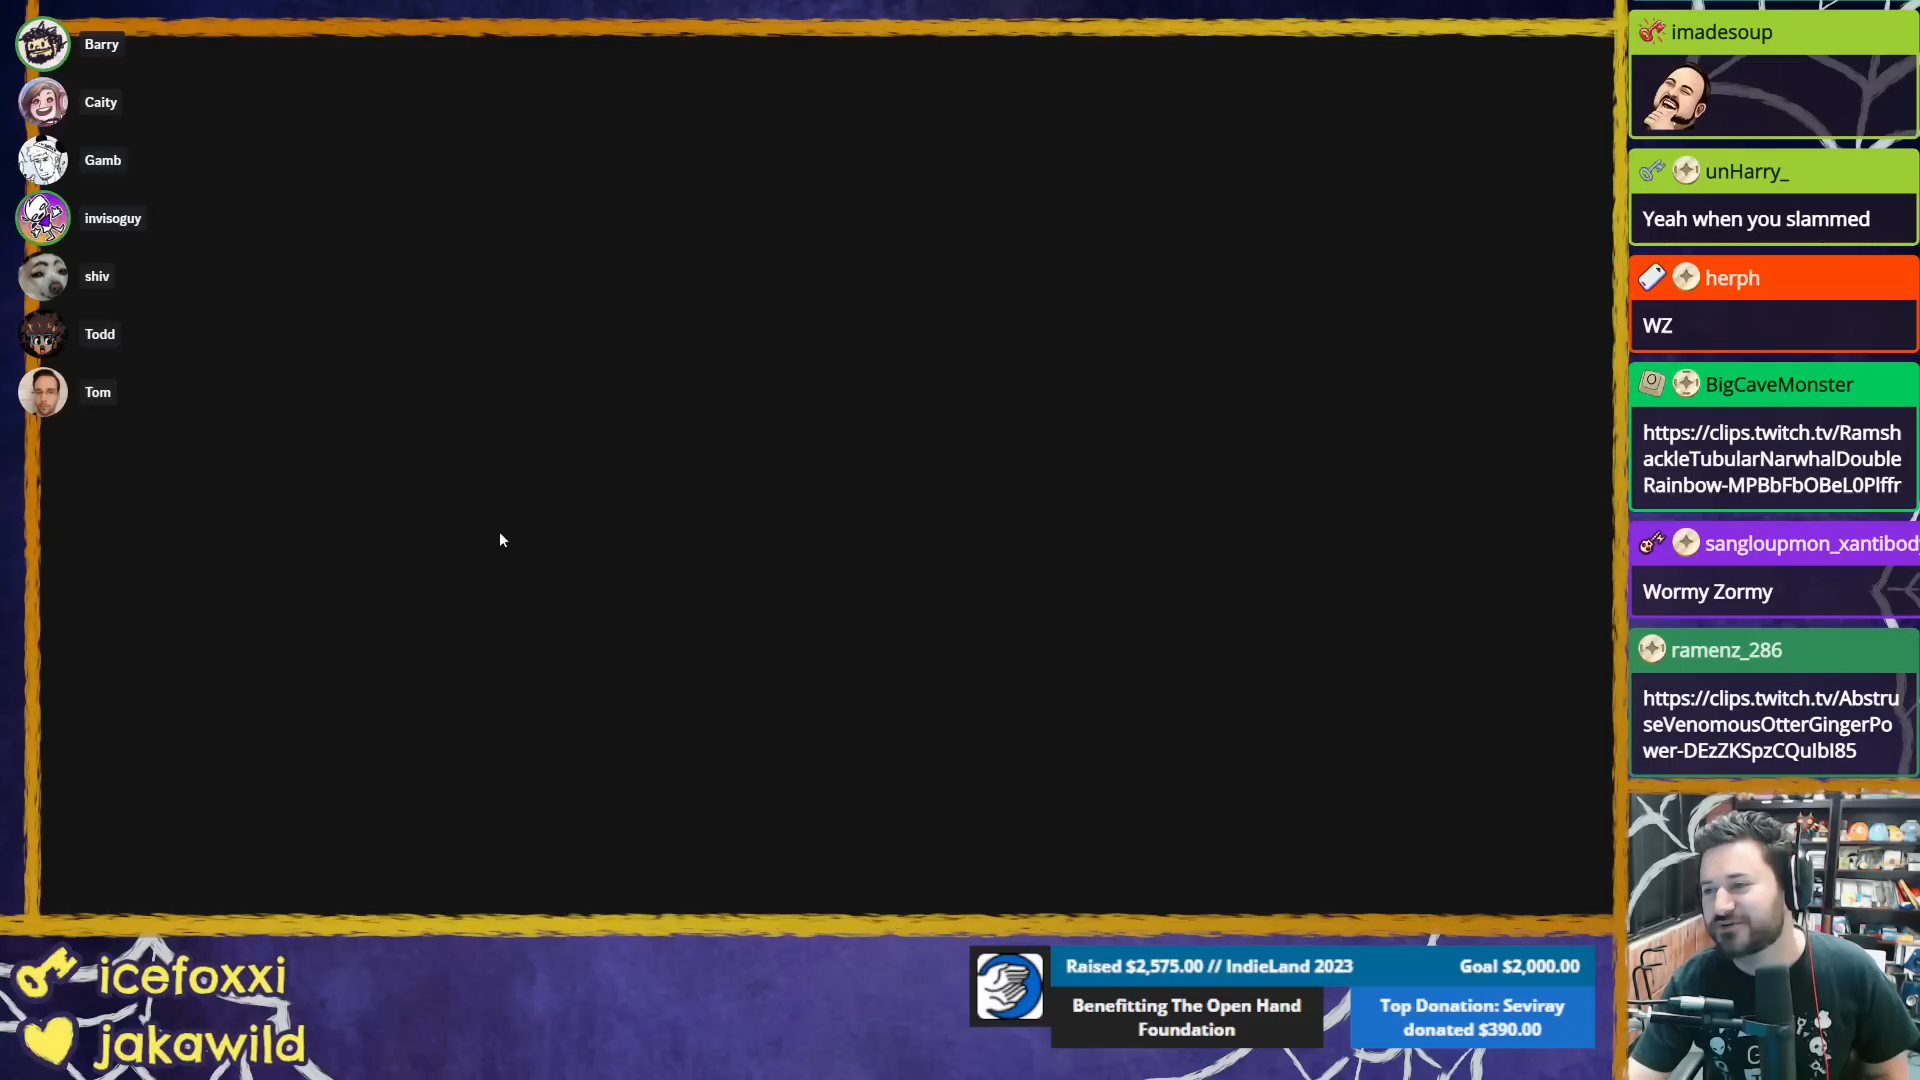 Barry
Caity
Gamb
invisoguy
shiv
Todd
Tom
imadesoup
unHarry_
Yeah when you slammed
herph
WZ
BigCaveMonster
https://clips.twitch.tv/Ramsh
ackleTubularNarwhalDouble
Rainbow-MPBbFbOBeL0Plffr
sangloupmon_xantibody
Wormy Zormy
ramenz_286
https://clips.twitch.tv/Abstru
seVenomousOtterGingerPo
wer-DEzZKSpzCQuIbI85
icefoxxi
jakawild
Raised $2,575.00 // IndieLand 2023
Goal $2,000.00
Benefitting The Open Hand
Foundation
Top Donation: Seviray
donated $390.00